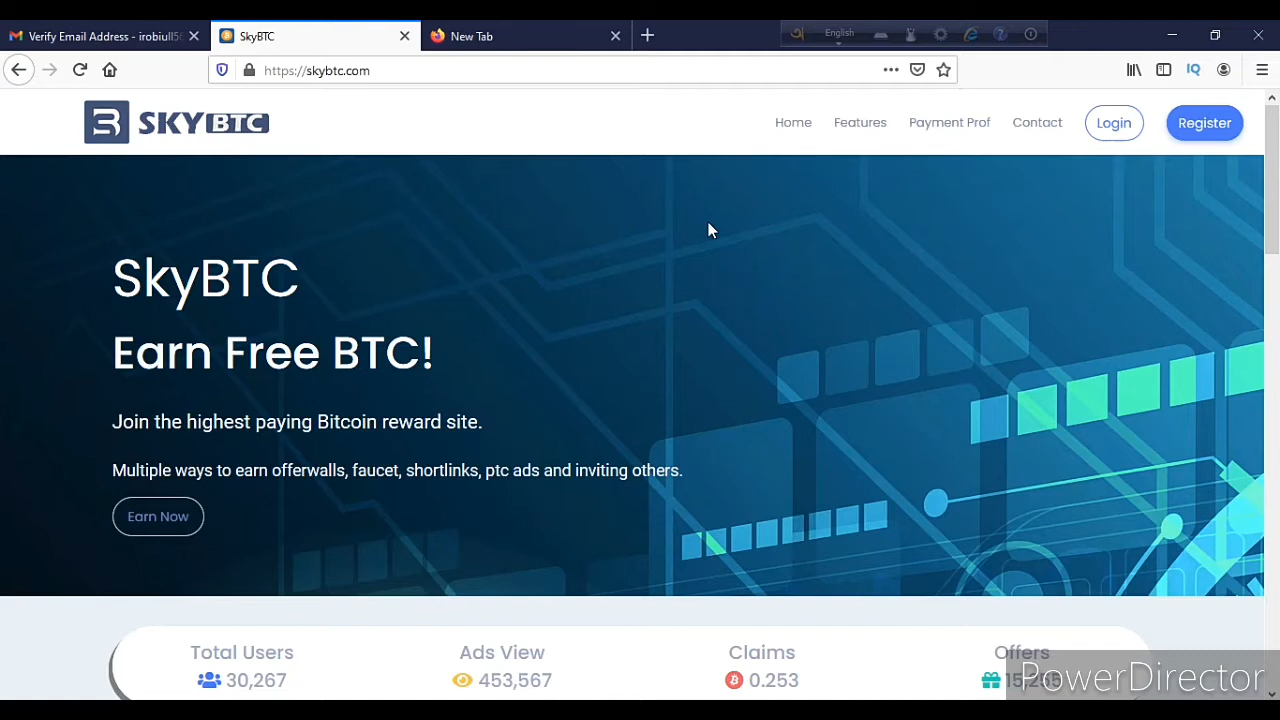 Verify Email Address - irobiull5
SkyBTC
New Tab
English
https://skybtc.com
IQ
SKYBTC
Home
Features
Payment Prof
Contact
Login
Register
SkyBTC
Earn Free BTC!
Join the highest paying Bitcoin reward site.
Multiple ways to earn offerwalls, faucet, shortlinks, ptc ads and inviting others.
Earn Now
Total Users
Ads View
Claims
Offers
30,267
453,567
0.253
PowerDirector